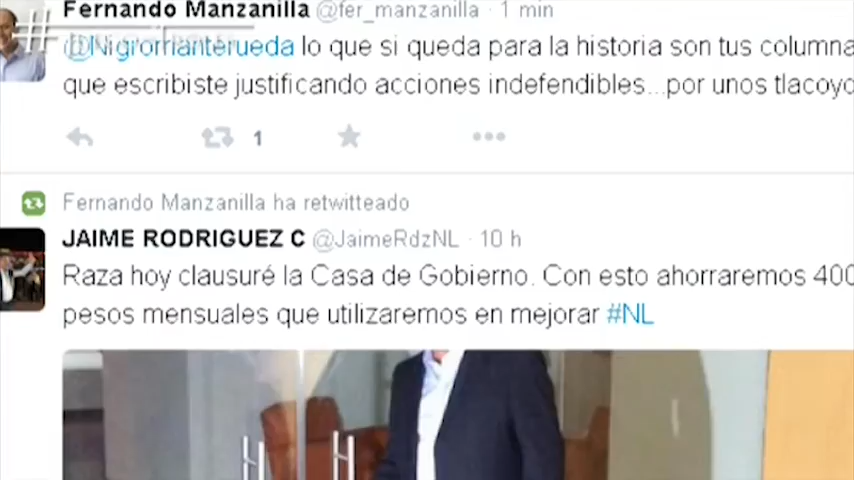 Fernando Manzanilla @fer_manzanilla · 1 min
@Nigromanterueda lo que si queda para la historia son tus columna
que escribiste justificando acciones indefendibles...por unos tlacoyo
1
Fernando Manzanilla ha retwitteado
JAIME RODRIGUEZ C @JaimeRdzNL · 10 h
Raza hoy clausuré la Casa de Gobierno. Con esto ahorraremos 400
pesos mensuales que utilizaremos en mejorar #NL